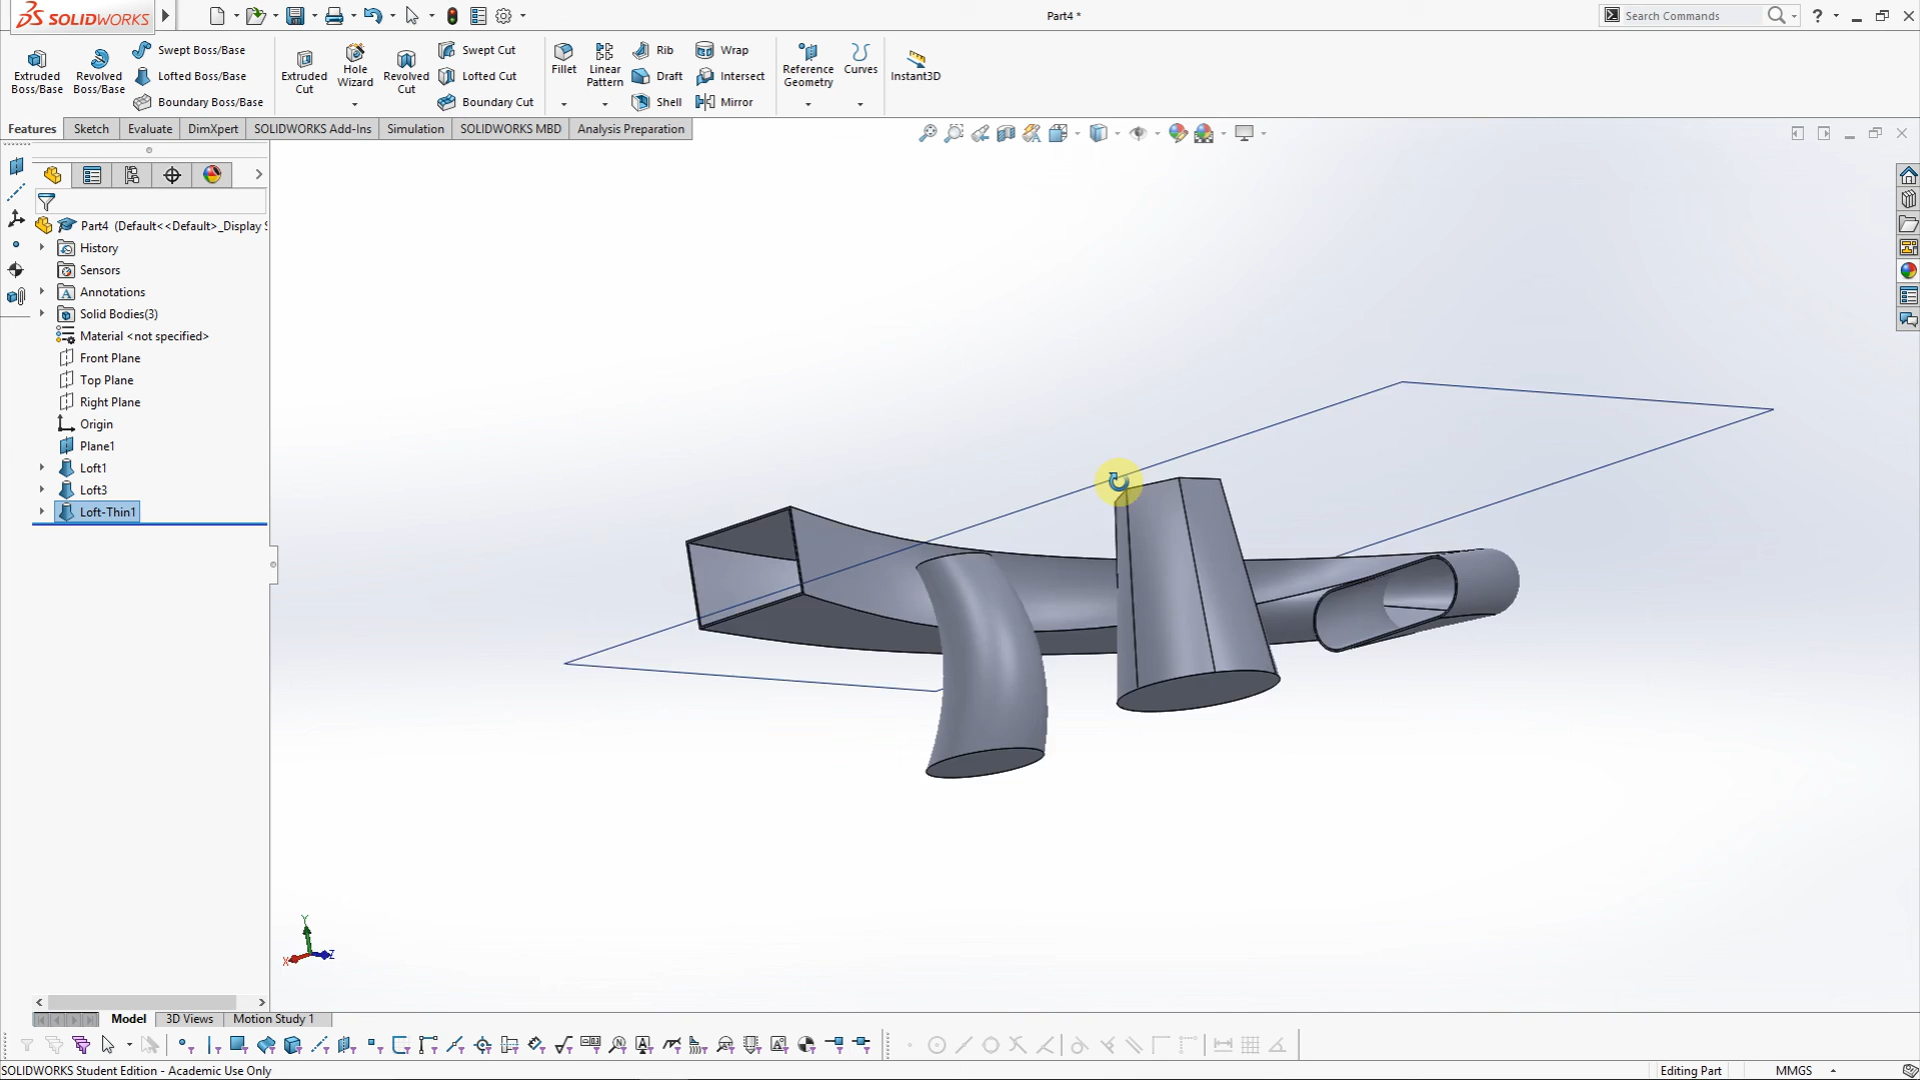 SOLIDWORKS
Part4 *
Search Commands
Extruded Boss/Base
Revolved Boss/Base
Swept Boss/Base
Lofted Boss/Base
Boundary Boss/Base
Extruded Cut
Hole Wizard
Revolved Cut
Swept Cut
Lofted Cut
Boundary Cut
Fillet
Linear Pattern
Rib
Draft
Shell
Wrap
Intersect
Mirror
Reference Geometry
Curves
Instant3D
Features Sketch Evaluate DimXpert SOLIDWORKS Add-Ins Simulation SOLIDWORKS MBD Analysis Preparation
Part4 (Default<<Default>_Display S
History
Sensors
Annotations
Solid Bodies(3)
Material <not specified>
Front Plane
Top Plane
Right Plane
Origin
Plane1
Loft1
Loft3
Loft-Thin1
Y
X
Z
Model 3D Views Motion Study 1
SOLIDWORKS Student Edition - Academic Use Only
Editing Part
MMGS